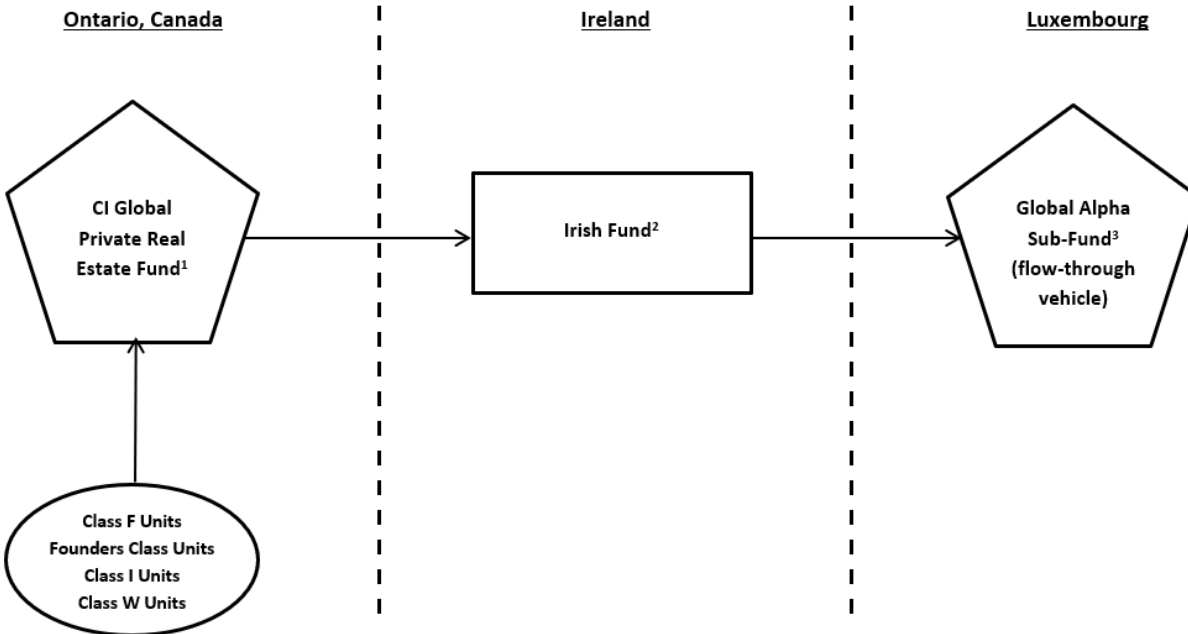 Ontario, Canada
Ireland
Luxembourg
CI Global
Private Real
Estate Fund¹
Irish Fund²
Global Alpha
Sub-Fund³
(flow-through
vehicle)
Class F Units
Founders Class Units
Class I Units
Class W Units